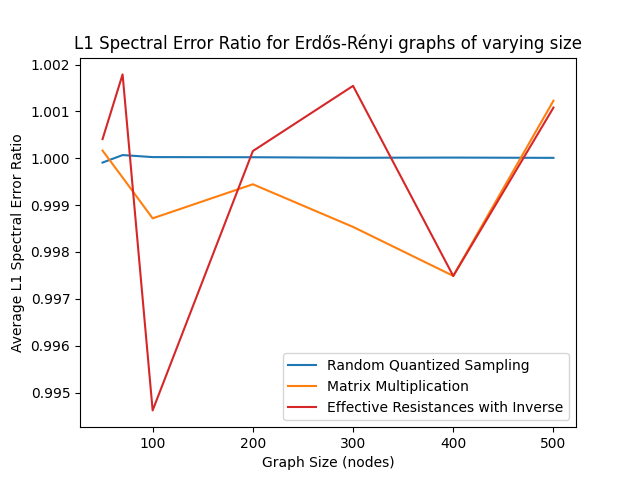 L1 Spectral Error Ratio for Erdős-Rényi graphs of varying size
Average L1 Spectral Error Ratio
1.002
1.001
1.000
0.999
0.998
0.997
0.996
0.995
Random Quantized Sampling
Matrix Multiplication
Effective Resistances with Inverse
100
200
300
400
500
Graph Size (nodes)